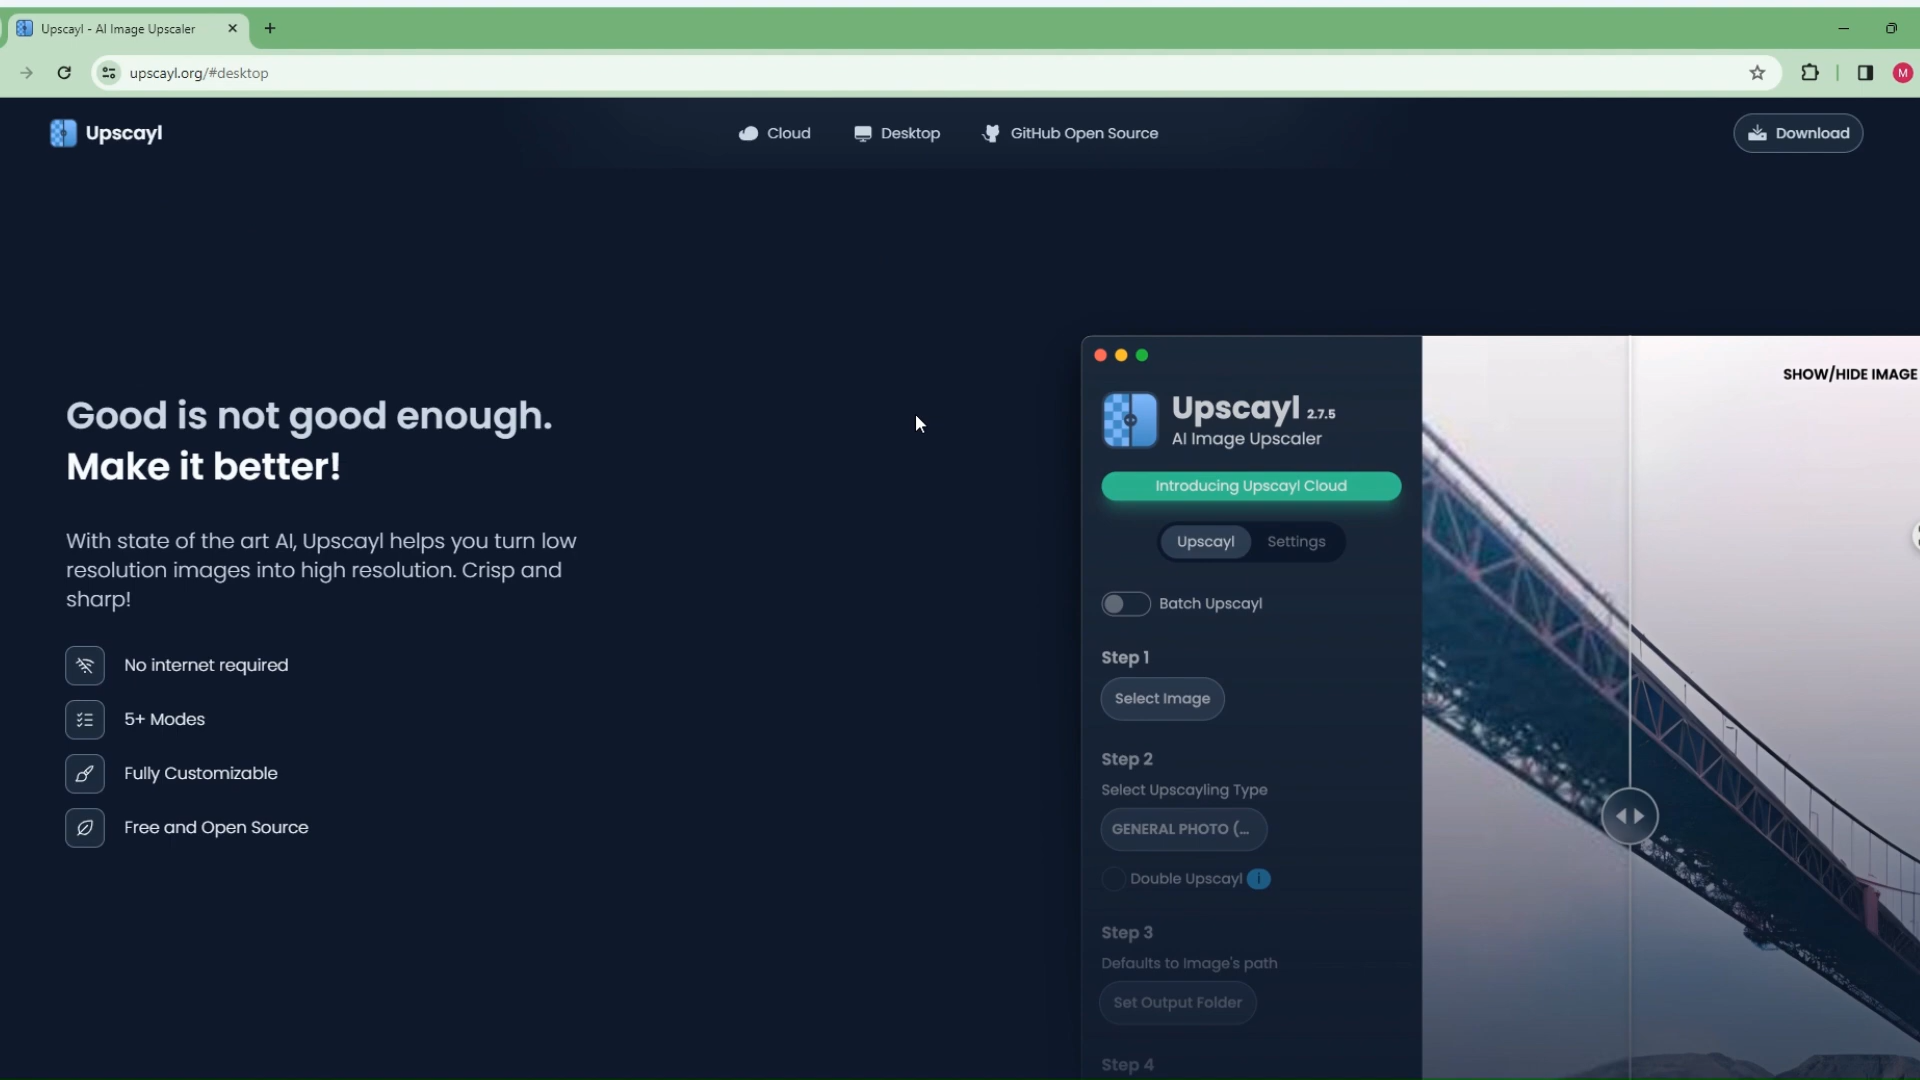 Upscayl - AI Image Upscaler
upscayl.org/#desktop
M
Upscayl
Cloud
Desktop
GitHub Open Source
Download
Good is not good enough.
Make it better!
With state of the art AI, Upscayl helps you turn low
resolution images into high resolution. Crisp and
sharp!
No internet required
5+ Modes
Fully Customizable
Free and Open Source
Upscayl 2.7.5
AI Image Upscaler
Introducing Upscayl Cloud
Upscayl
Settings
Batch Upscayl
Step 1
Select Image
Step 2
Select Upscayling Type
GENERAL PHOTO (...
Double Upscayl i
Step 3
Defaults to Image's path
Set Output Folder
Step 4
SHOW/HIDE IMAGE